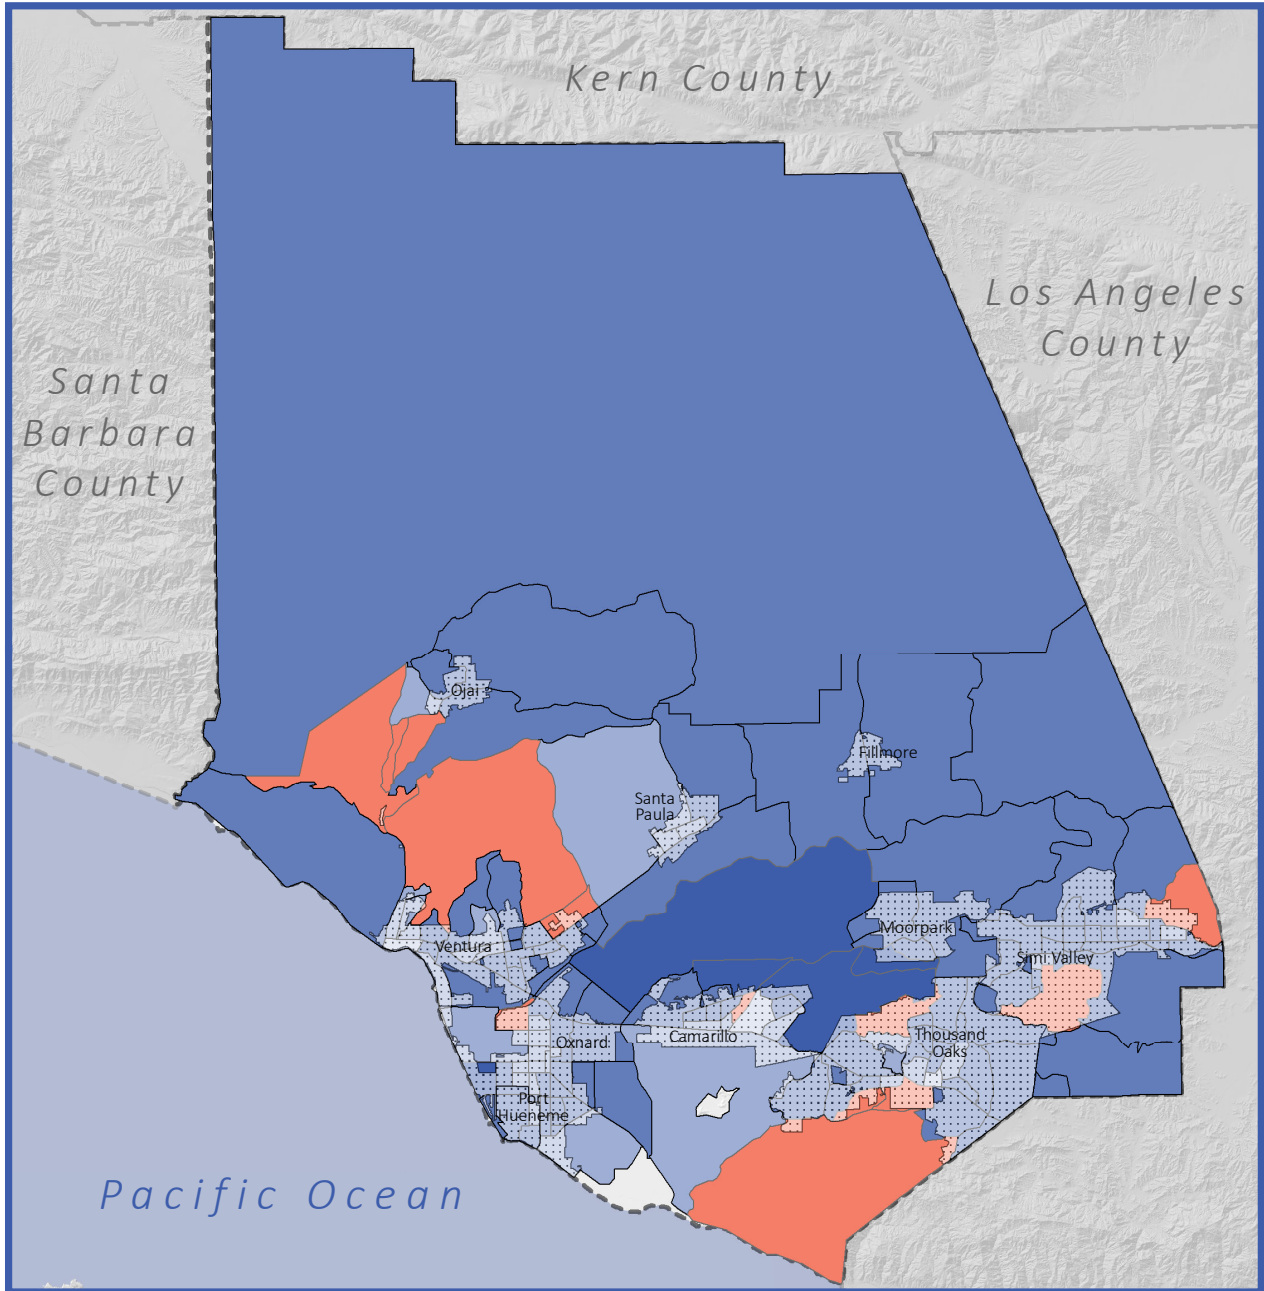 Kern County
Los Angeles
County
Santa
Barbara
County
Ojai
Fillmore
Santa
Paula
Moorpark
Ventura
Simi Valley
Oxnard
Camarillo
Thousand
Oaks
Port
Hueneme
Pacific Ocean